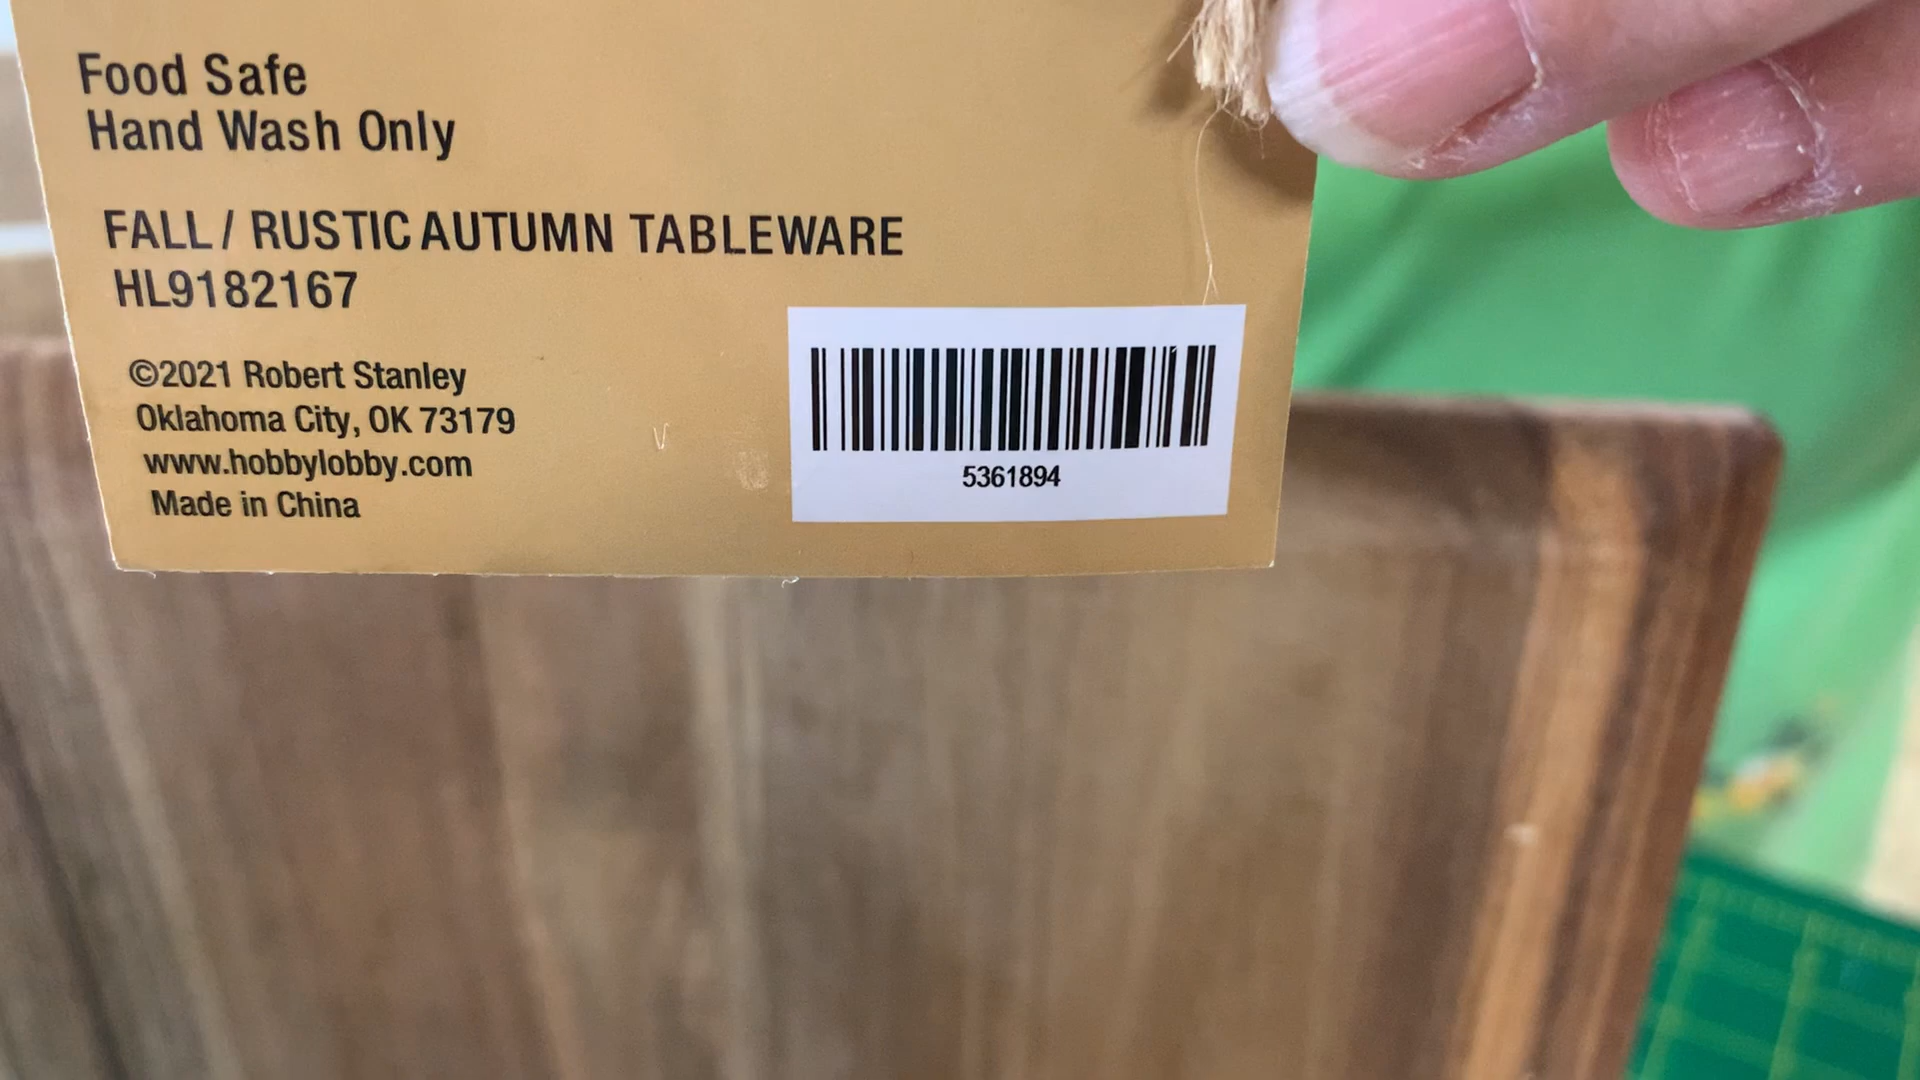 Food Safe
Hand Wash Only
FALL / RUSTIC AUTUMN TABLEWARE
HL9182167
©2021 Robert Stanley
Oklahoma City, OK 73179
www.hobbylobby.com
Made in China
5361894